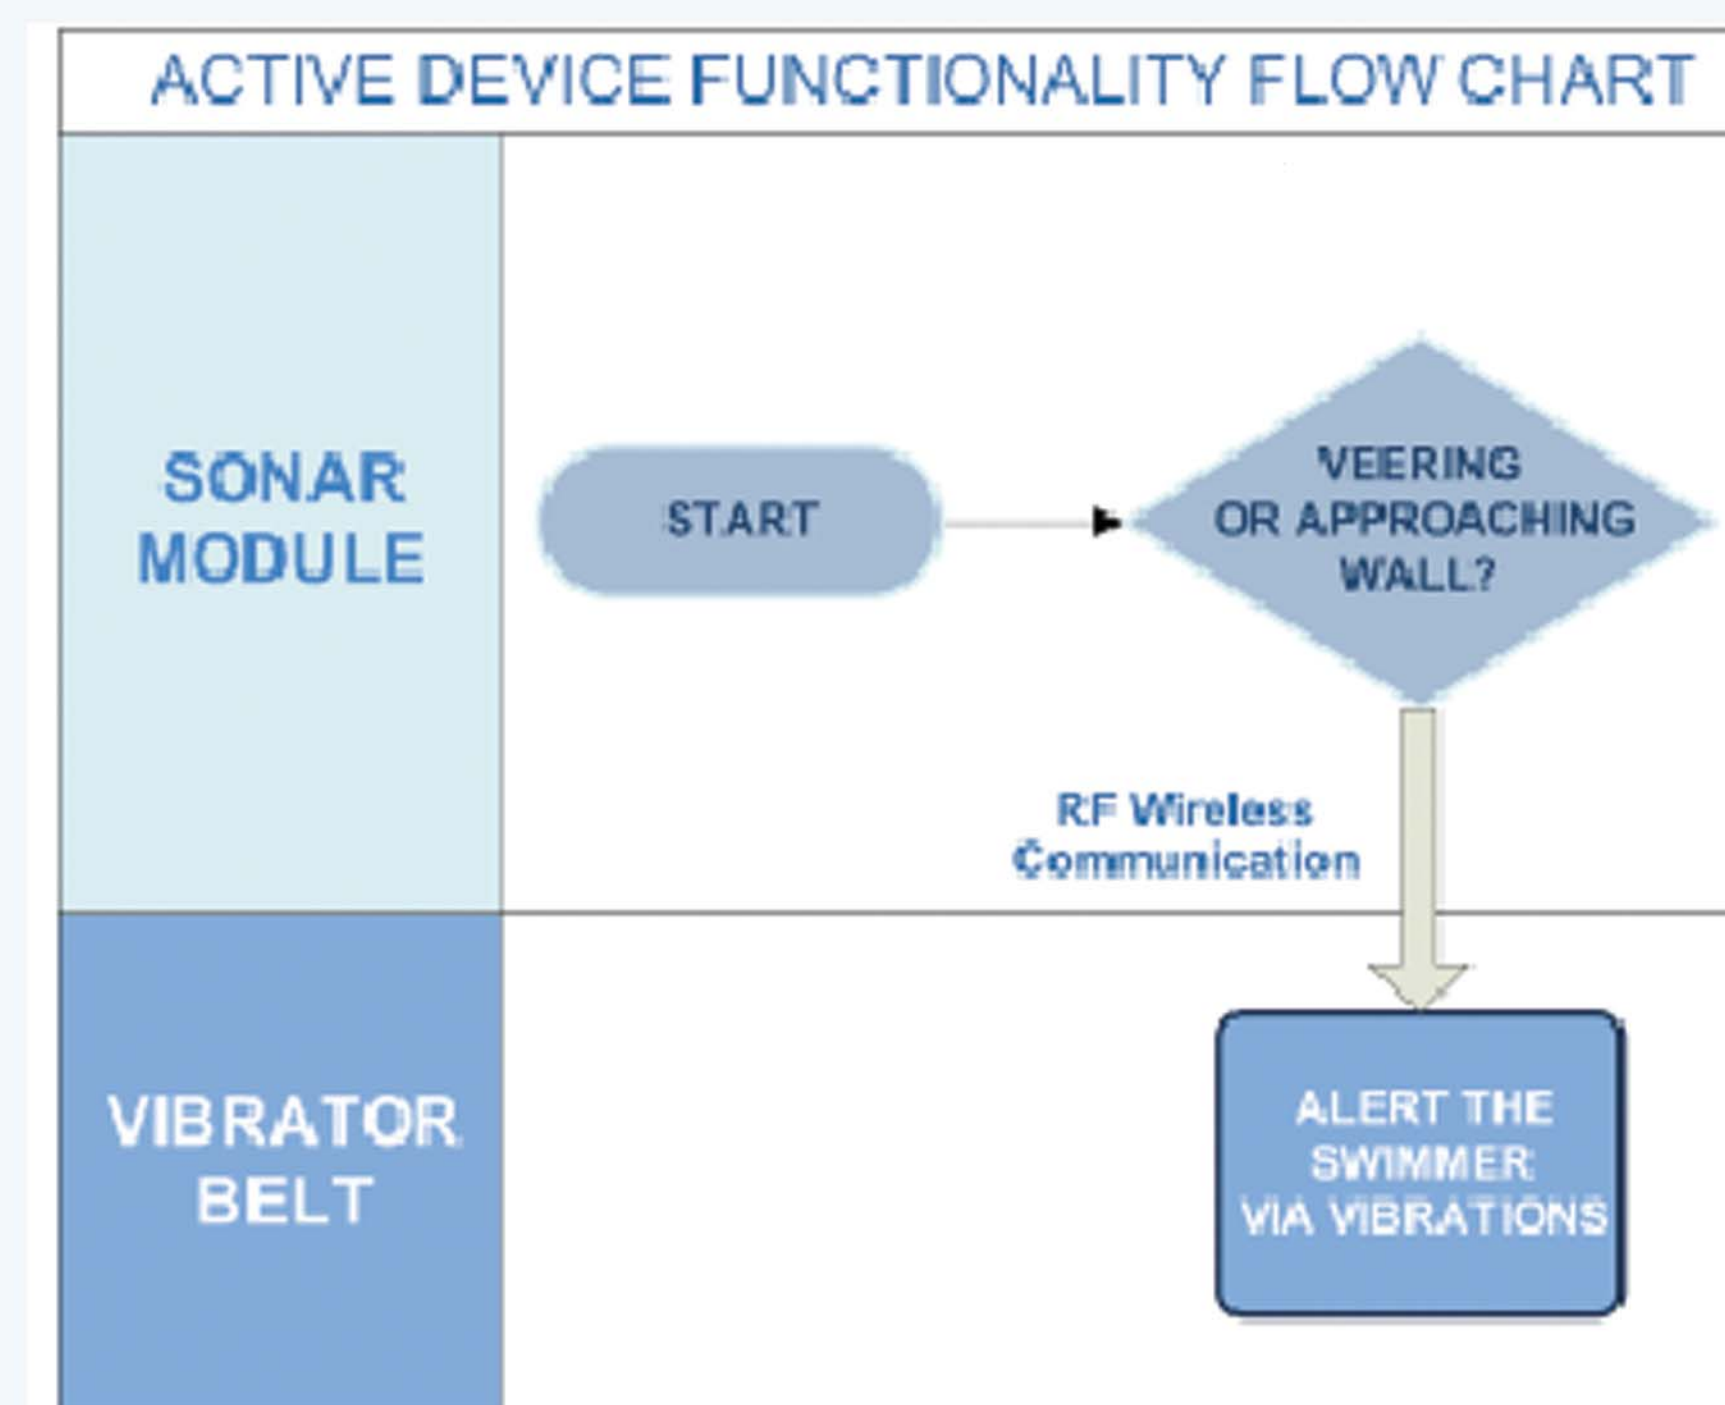 ACTIVE DEVICE FUNCTIONALITY FLOW CHART
SONAR
MODULE
START
VEERING
OR APPROACHING
WALL?
RF Wireless
Communication
VIBRATOR
BELT
ALERT THE
SWIMMER
VIA VIBRATIONS